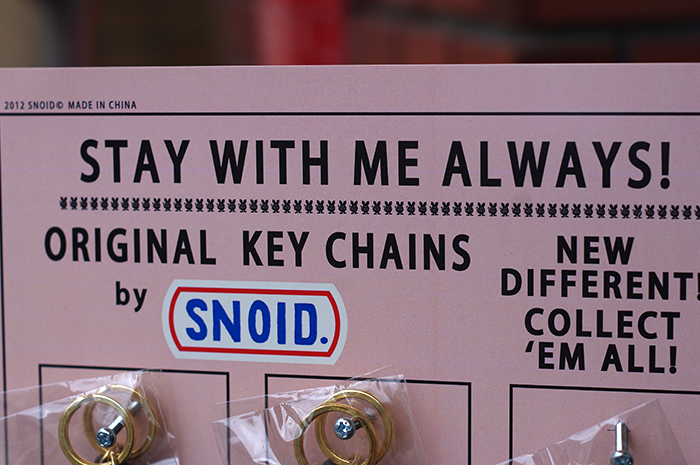 2012 SNOID© MADE IN CHINA
STAY WITH ME ALWAYS!
ORIGINAL KEY CHAINS
by SNOID.
NEW
DIFFERENT!
COLLECT
'EM ALL!